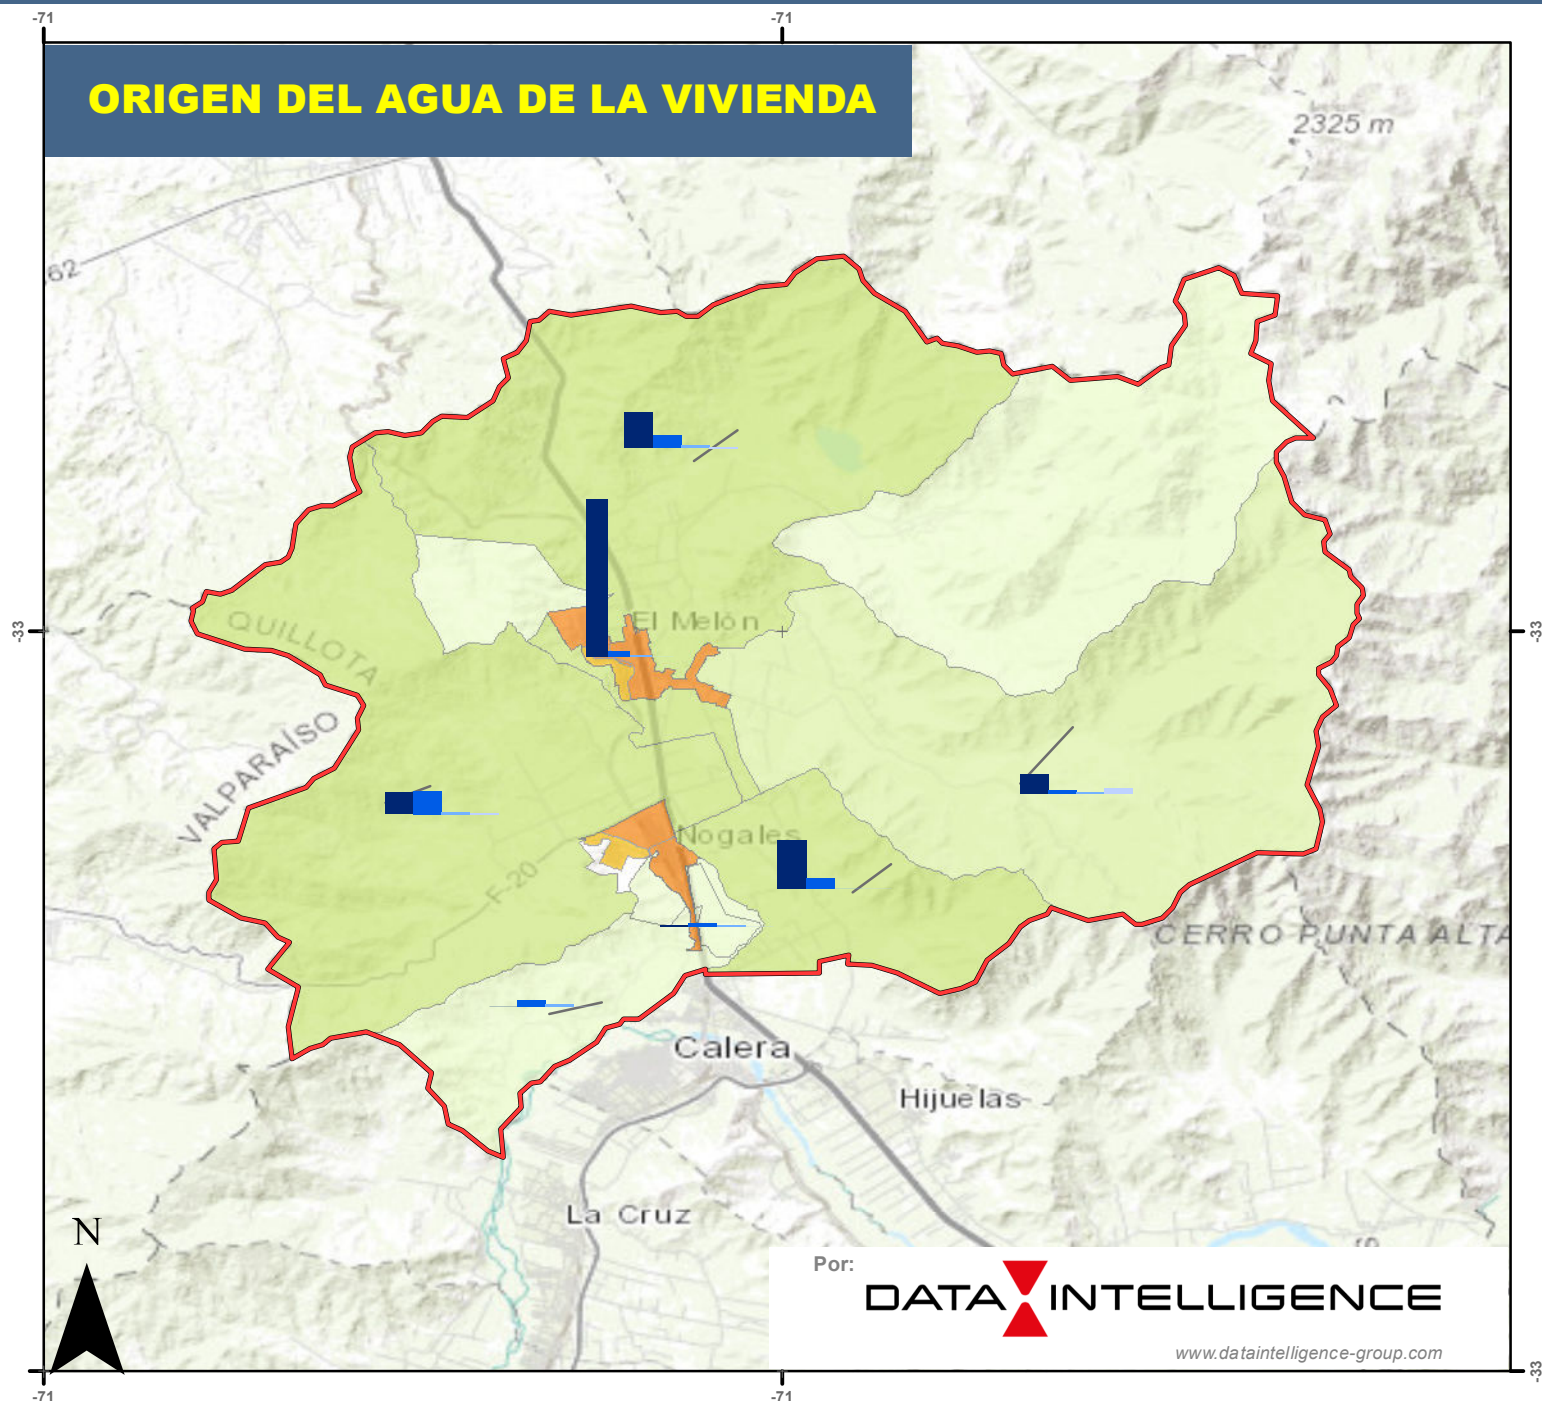 -71
-71
ORIGEN DEL AGUA DE LA VIVIENDA
2325 m
62
-33
-33
El Melón
QUILLOTA
VALPARAÍSO
Nogales
F-20
CERRO PUNTA ALTA
Calera
Hijuelas
La Cruz
N
Por:
DATA INTELLIGENCE
www.dataintelligence-group.com
-33
-71
-71